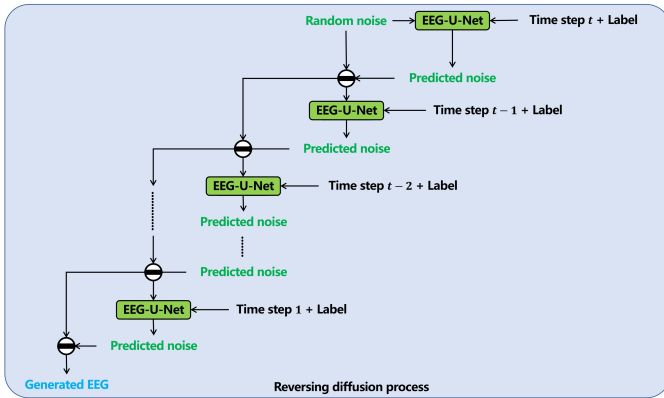 Random noise
EEG-U-Net
Time step t + Label
Predicted noise
EEG-U-Net
Time step t − 1 + Label
Predicted noise
EEG-U-Net
Time step t − 2 + Label
Predicted noise
Predicted noise
EEG-U-Net
Time step 1 + Label
Predicted noise
Generated EEG
Reversing diffusion process